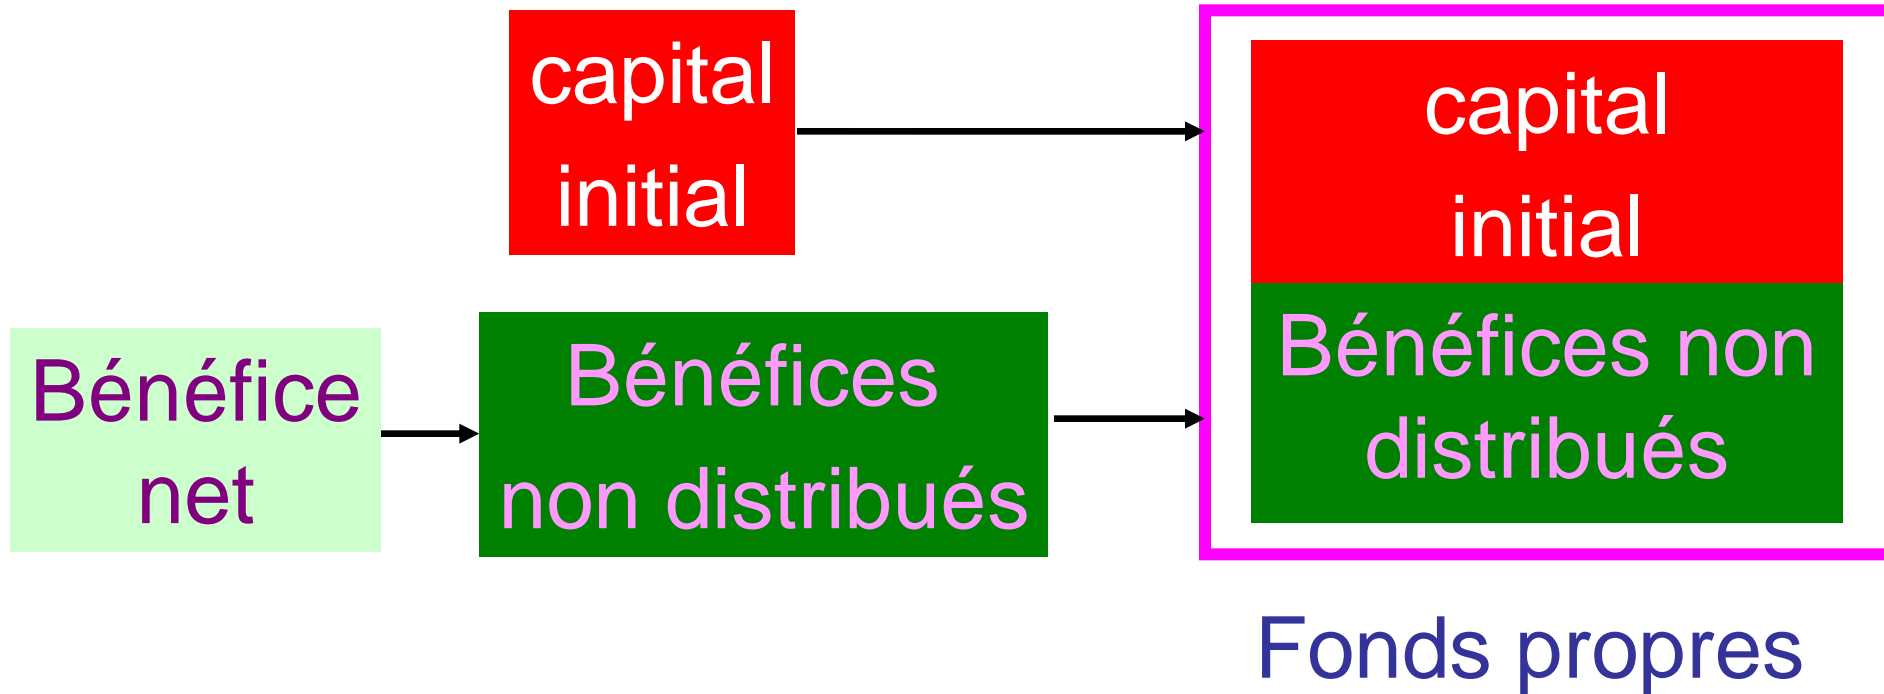 capital
initial
Bénéfice
net
Bénéfices
non distribués
capital
initial
Bénéfices non
distribués
Fonds propres